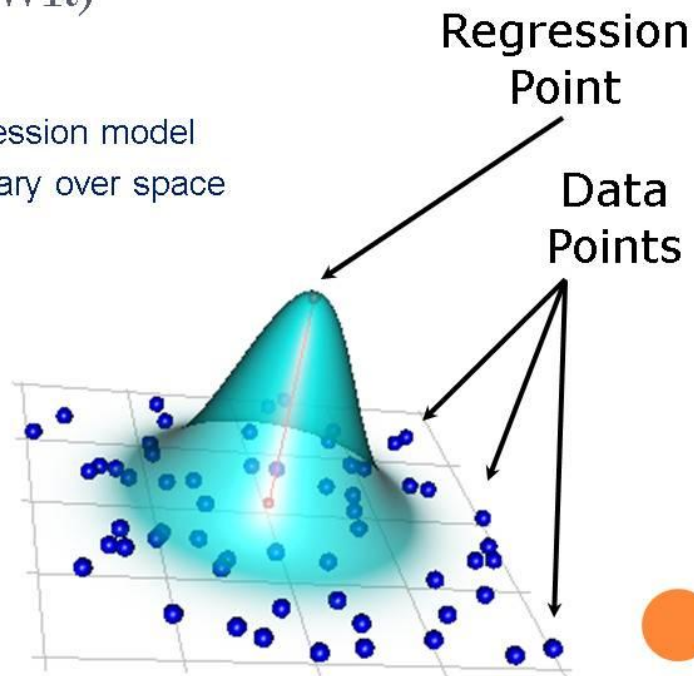 ession model
ary over space
Regression
Point
Data
Points